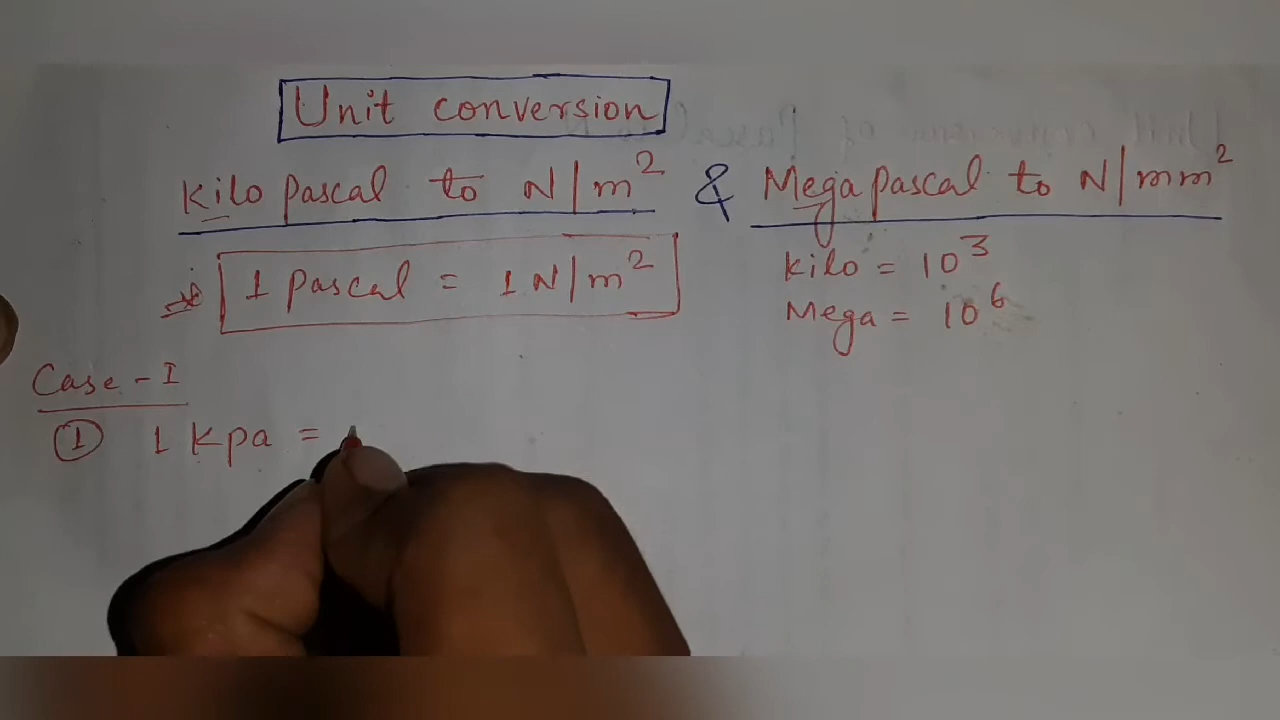 Unit conversion
Kilo pascal to N/m²
& Mega pascal to N/mm²
1 Pascal = 1 N/m²
Kilo = 10³
Mega = 10⁶
Case - I
① 1 Kpa =